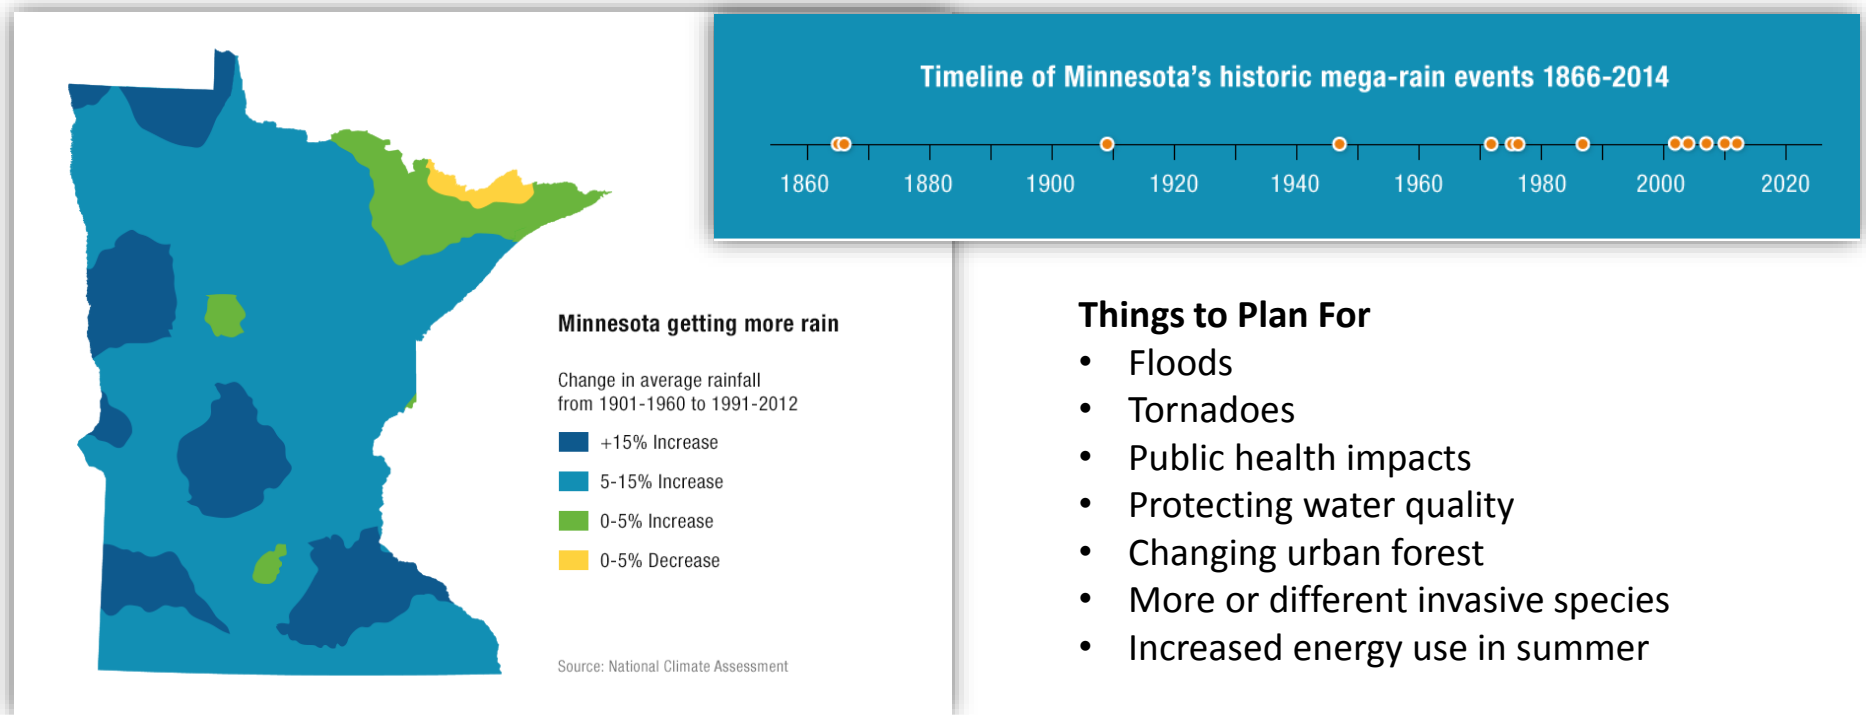 Timeline of Minnesota's historic mega-rain events 1866-2014
1860 1880 1900 1920 1940 1960 1980 2000 2020
Minnesota getting more rain
Change in average rainfall
from 1901-1960 to 1991-2012
+15% Increase
5-15% Increase
0-5% Increase
0-5% Decrease
Source: National Climate Assessment
Things to Plan For
• Floods
• Tornadoes
• Public health impacts
• Protecting water quality
• Changing urban forest
• More or different invasive species
• Increased energy use in summer